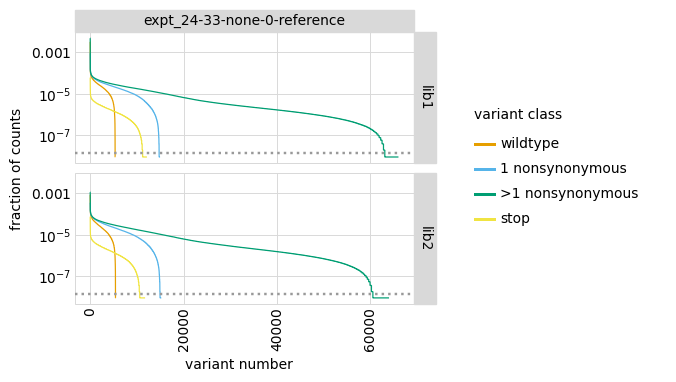 expt_24-33-none-0-reference
0.001
10⁻⁵
10⁻⁷
lib1
0.001
10⁻⁵
10⁻⁷
lib2
0
20000
40000
60000
variant number
fraction of counts
variant class
wildtype
1 nonsynonymous
>1 nonsynonymous
stop